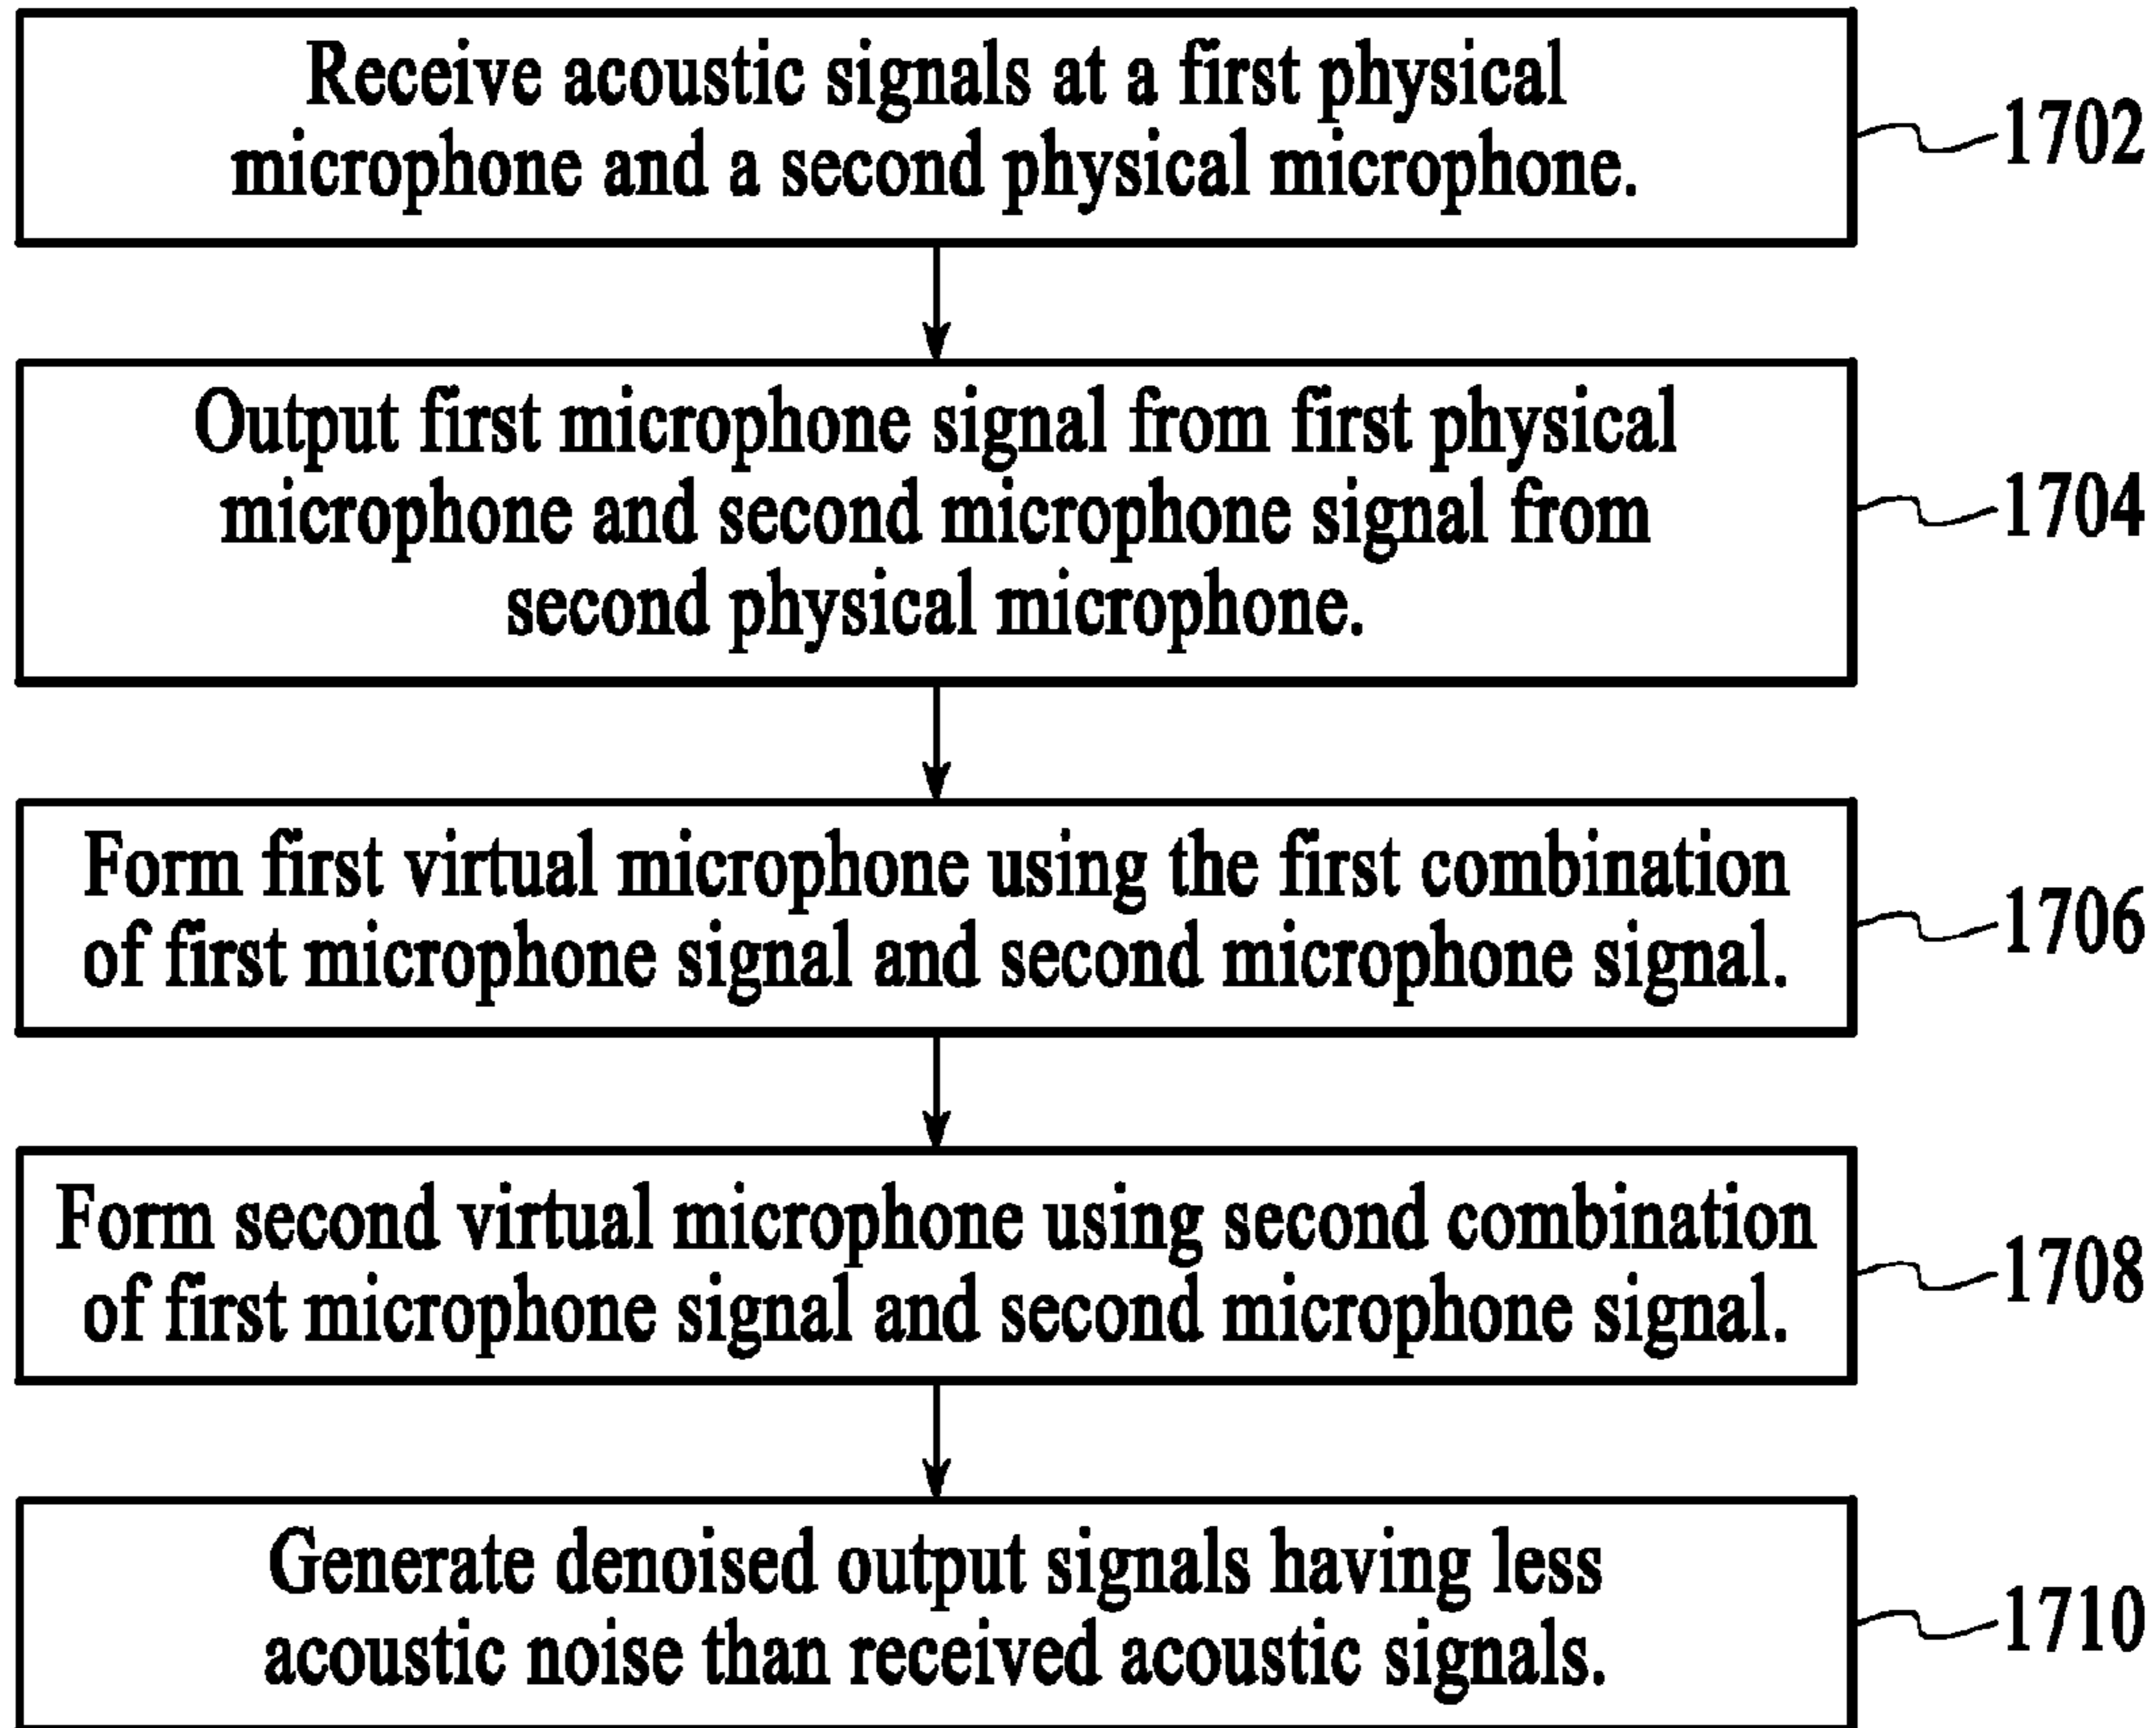 Receive acoustic signals at a first physical
microphone and a second physical microphone.
1702
Output first microphone signal from first physical
microphone and second microphone signal from
second physical microphone.
1704
Form first virtual microphone using the first combination
of first microphone signal and second microphone signal.
1706
Form second virtual microphone using second combination
of first microphone signal and second microphone signal.
1708
Generate denoised output signals having less
acoustic noise than received acoustic signals.
1710